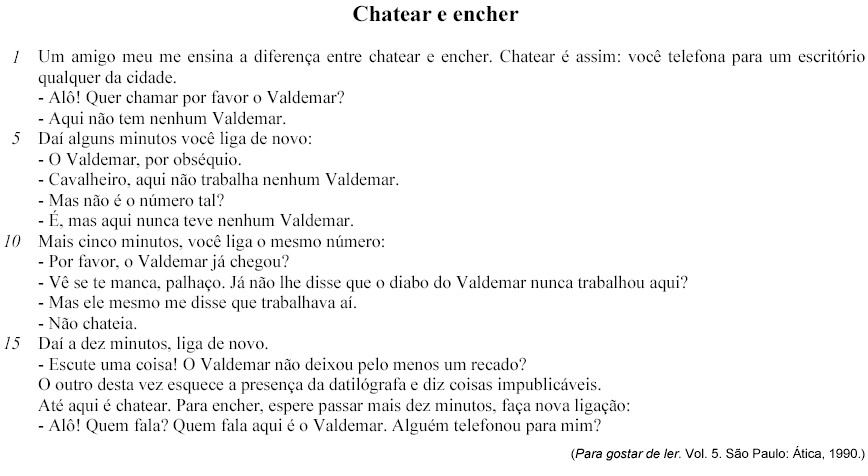 Chatear e encher
1 Um amigo meu me ensina a diferença entre chatear e encher. Chatear é assim: você telefona para um escritório
qualquer da cidade.
- Alô! Quer chamar por favor o Valdemar?
- Aqui não tem nenhum Valdemar.
5 Daí alguns minutos você liga de novo:
- O Valdemar, por obséquio.
- Cavalheiro, aqui não trabalha nenhum Valdemar.
- Mas não é o número tal?
- É, mas aqui nunca teve nenhum Valdemar.
10 Mais cinco minutos, você liga o mesmo número:
- Por favor, o Valdemar já chegou?
- Vê se te manca, palhaço. Já não lhe disse que o diabo do Valdemar nunca trabalhou aqui?
- Mas ele mesmo me disse que trabalhava aí.
- Não chateia.
15 Daí a dez minutos, liga de novo.
- Escute uma coisa! O Valdemar não deixou pelo menos um recado?
O outro desta vez esquece a presença da datilógrafa e diz coisas impublicáveis.
Até aqui é chatear. Para encher, espere passar mais dez minutos, faça nova ligação:
- Alô! Quem fala? Quem fala aqui é o Valdemar. Alguém telefonou para mim?
(Para gostar de ler. Vol. 5. São Paulo: Ática, 1990.)